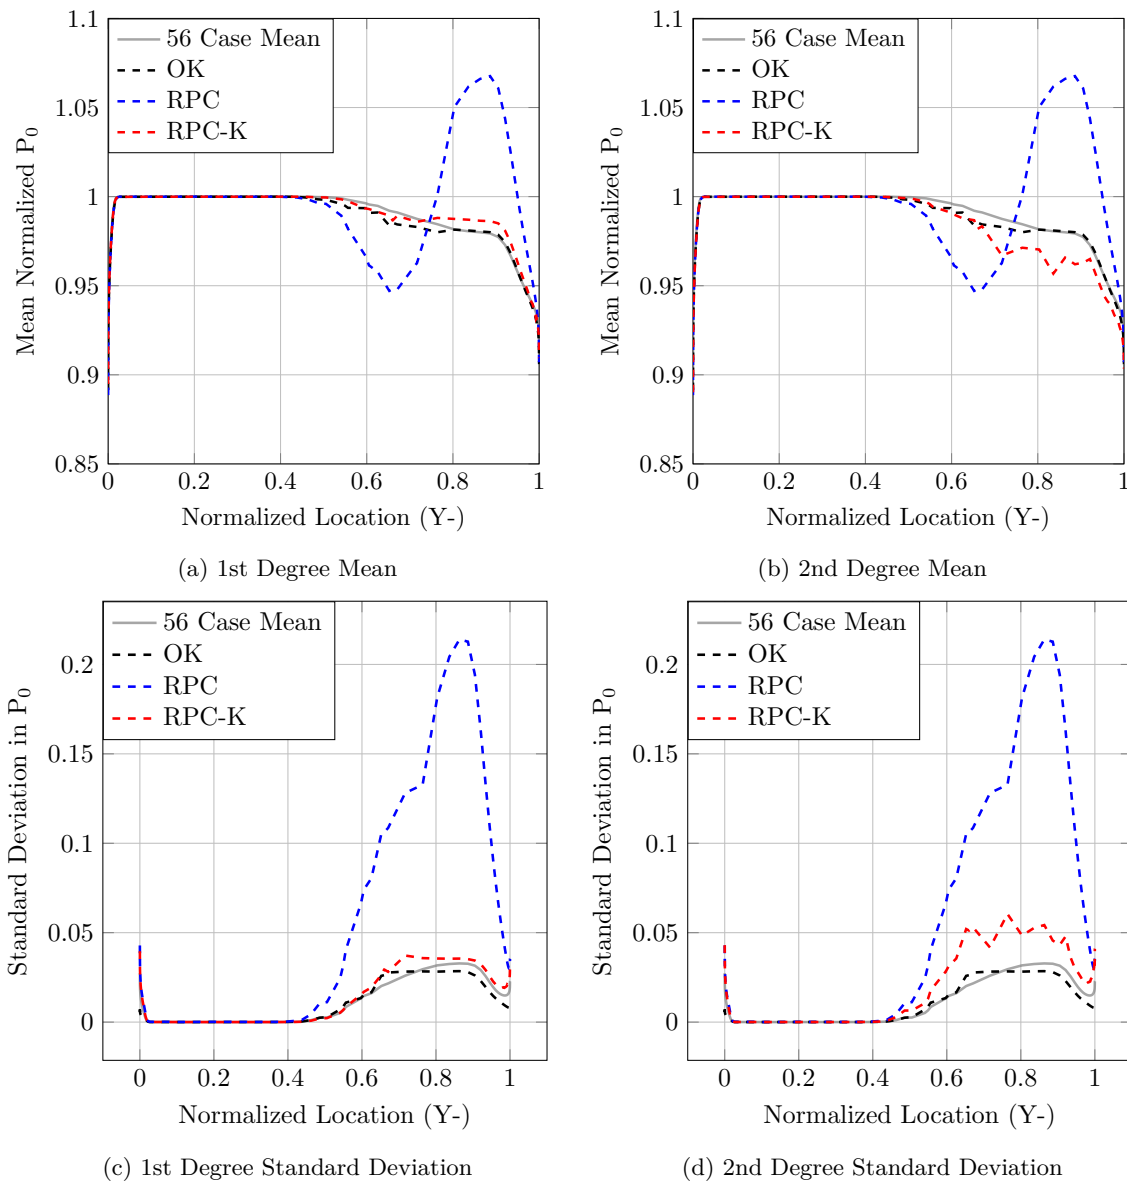 56 Case Mean
OK
RPC
RPC-K
1.1
1.05
1
0.95
0.9
0.85
Mean Normalized P₀
0
0.2
0.4
0.6
0.8
1
Normalized Location (Y-)
(a) 1st Degree Mean
56 Case Mean
OK
RPC
RPC-K
1.1
1.05
1
0.95
0.9
0.85
Mean Normalized P₀
0
0.2
0.4
0.6
0.8
1
Normalized Location (Y-)
(b) 2nd Degree Mean
56 Case Mean
OK
RPC
RPC-K
0.2
0.15
0.1
0.05
0
Standard Deviation in P₀
0
0.2
0.4
0.6
0.8
1
Normalized Location (Y-)
(c) 1st Degree Standard Deviation
56 Case Mean
OK
RPC
RPC-K
0.2
0.15
0.1
0.05
0
Standard Deviation in P₀
0
0.2
0.4
0.6
0.8
1
Normalized Location (Y-)
(d) 2nd Degree Standard Deviation